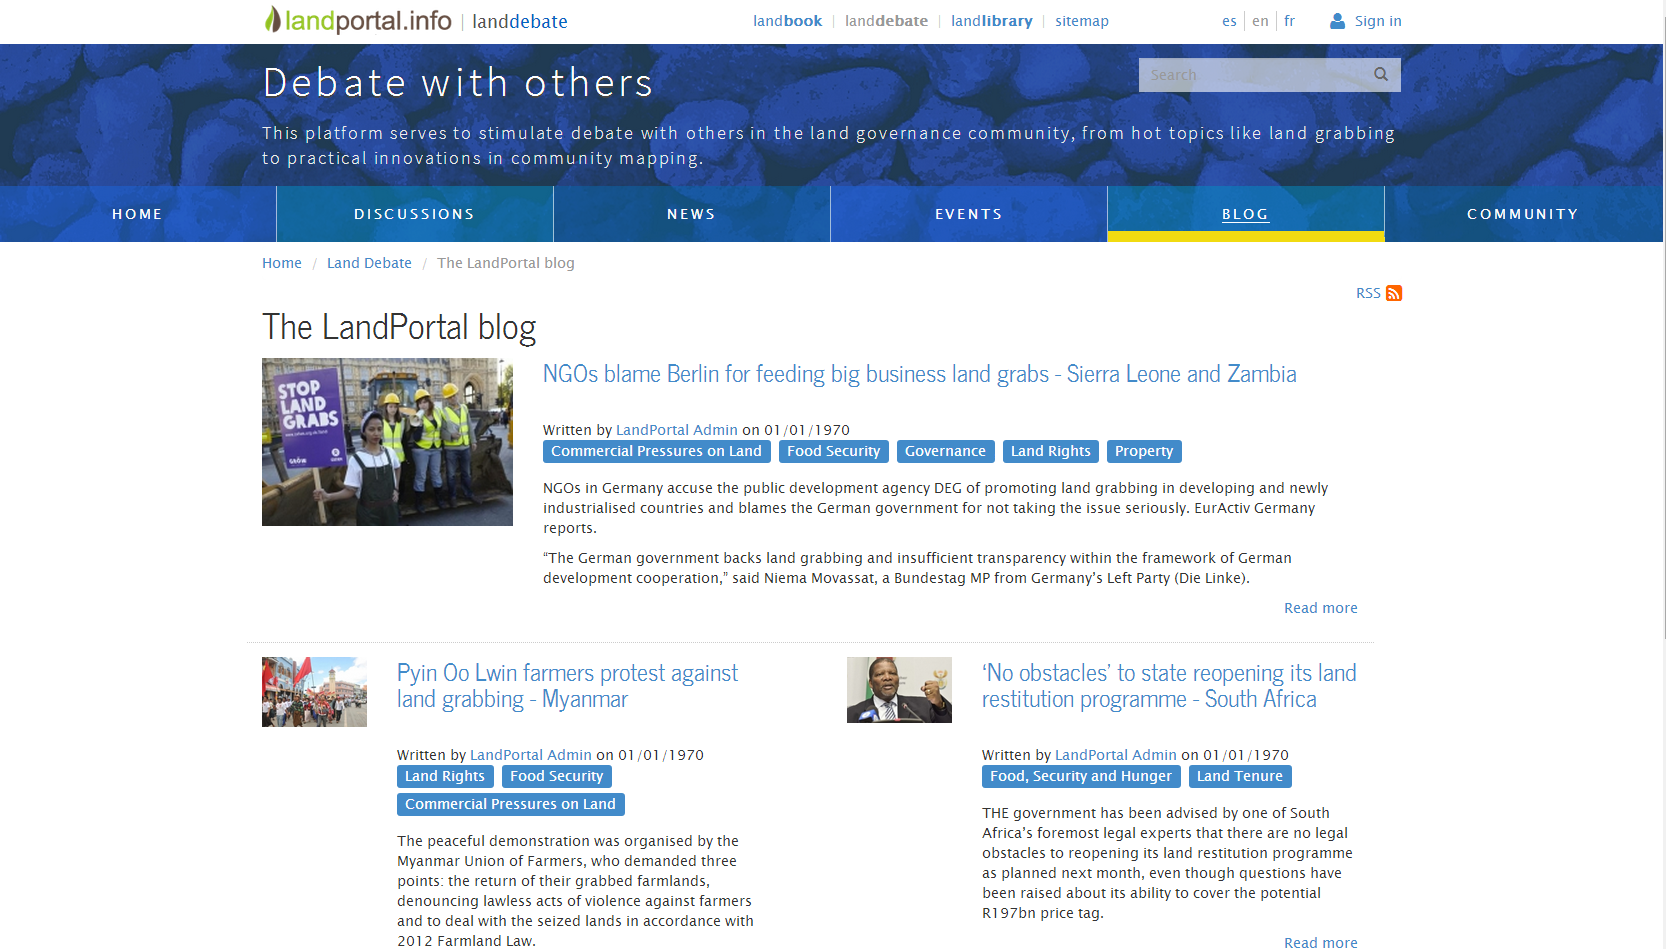 landportal.info | landdebate
landbook | landdebate | landlibrary | sitemap
es | en | fr
Sign in
Debate with others
Search
This platform serves to stimulate debate with others in the land governance community, from hot topics like land grabbing
to practical innovations in community mapping.
HOME
DISCUSSIONS
NEWS
EVENTS
BLOG
COMMUNITY
Home / Land Debate / The LandPortal blog
RSS
The LandPortal blog
STOP
LAND
GRABS
GROW
NGOs blame Berlin for feeding big business land grabs - Sierra Leone and Zambia
Written by LandPortal Admin on 01/01/1970
Commercial Pressures on Land Food Security Governance Land Rights Property
NGOs in Germany accuse the public development agency DEG of promoting land grabbing in developing and newly
industrialised countries and blames the German government for not taking the issue seriously. EurActiv Germany
reports.
“The German government backs land grabbing and insufficient transparency within the framework of German
development cooperation,” said Niema Movassat, a Bundestag MP from Germany’s Left Party (Die Linke).
Read more
Pyin Oo Lwin farmers protest against
land grabbing - Myanmar
Written by LandPortal Admin on 01/01/1970
Land Rights Food Security
Commercial Pressures on Land
The peaceful demonstration was organised by the
Myanmar Union of Farmers, who demanded three
points: the return of their grabbed farmlands,
denouncing lawless acts of violence against farmers
and to deal with the seized lands in accordance with
2012 Farmland Law.
‘No obstacles’ to state reopening its land
restitution programme - South Africa
Written by LandPortal Admin on 01/01/1970
Food, Security and Hunger Land Tenure
THE government has been advised by one of South
Africa’s foremost legal experts that there are no legal
obstacles to reopening its land restitution programme
as planned next month, even though questions have
been raised about its ability to cover the potential
R197bn price tag.
Read more